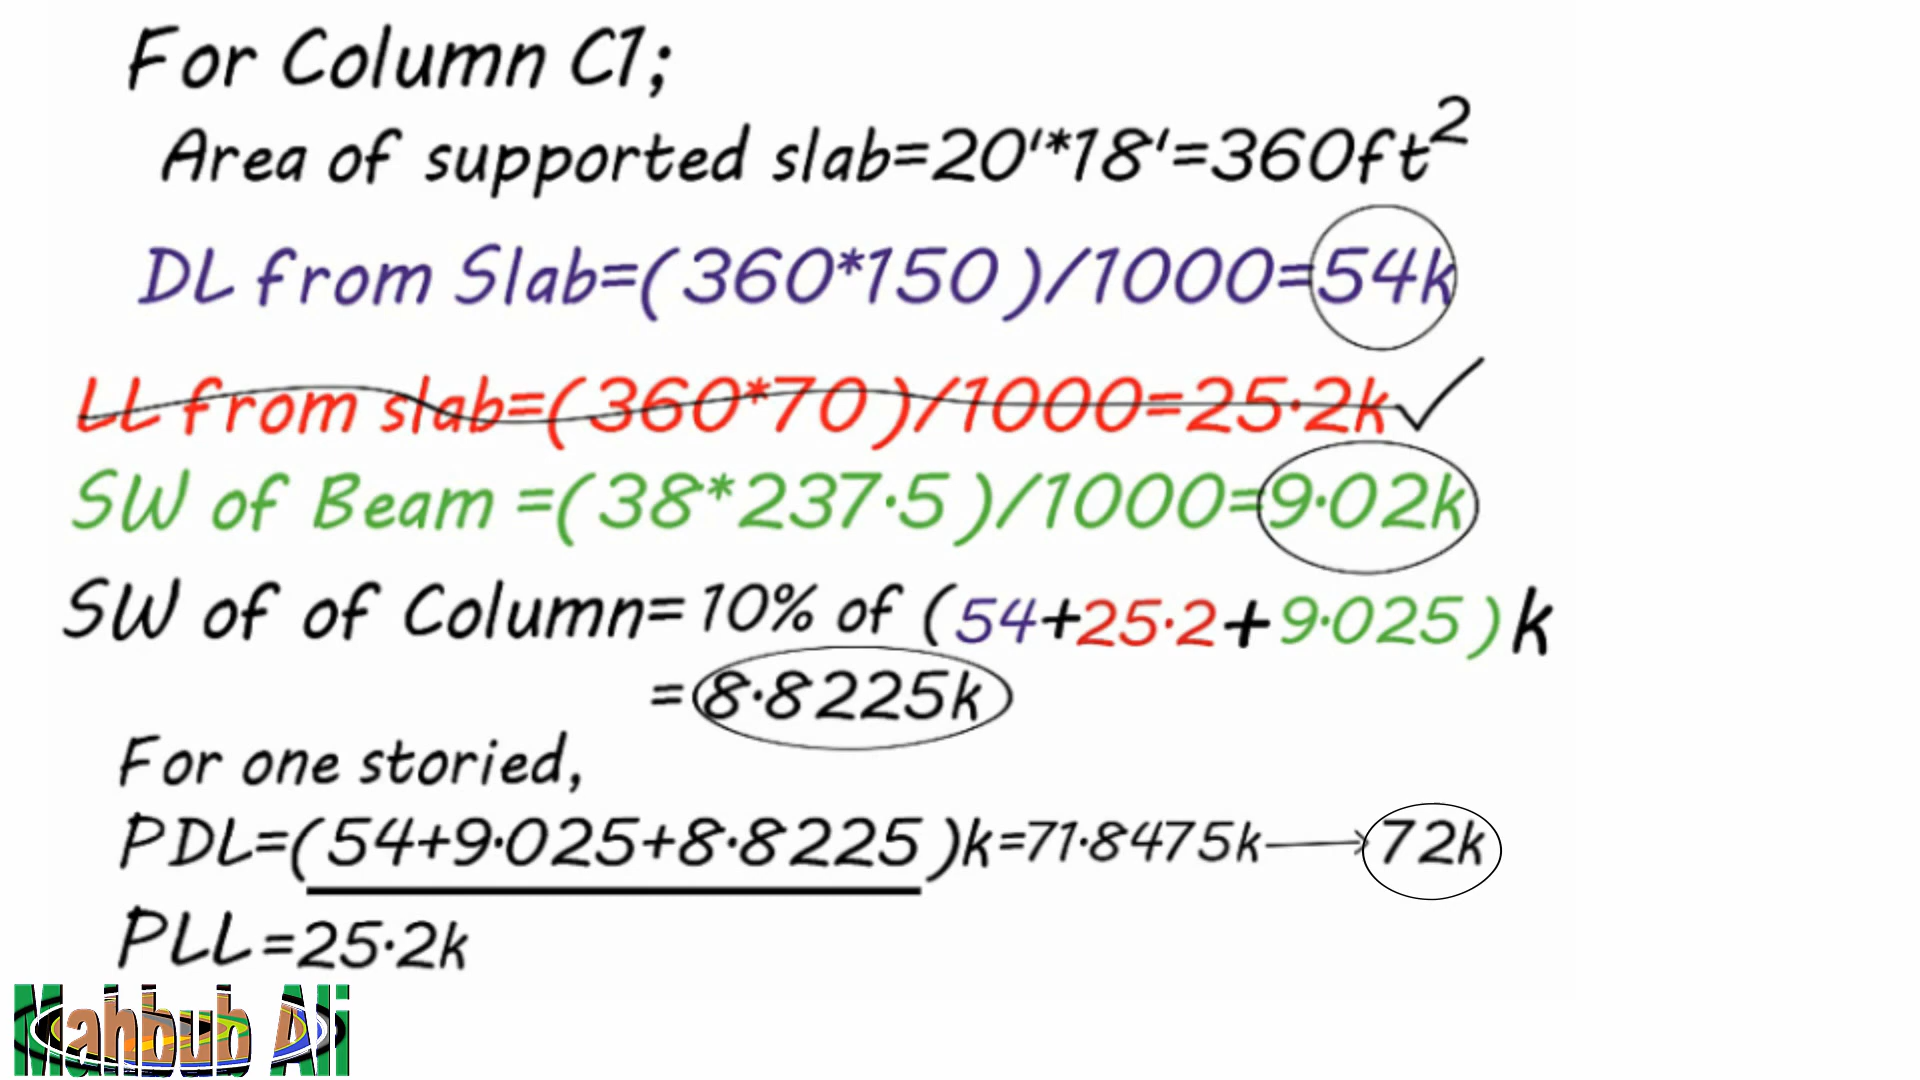 For Column C1;
Area of supported slab=20'*18'=360ft²
DL from Slab=(360*150)/1000=54k
LL from slab=(360*70)/1000=25·2k✓
SW of Beam =(38*237·5)/1000=9·02k
SW of of Column=10% of (54+25·2+9·025)k
=8·8225k
For one storied,
PDL=(54+9·025+8·8225)k=71·8475k→72k
PLL=25·2k
Mahbub Ali